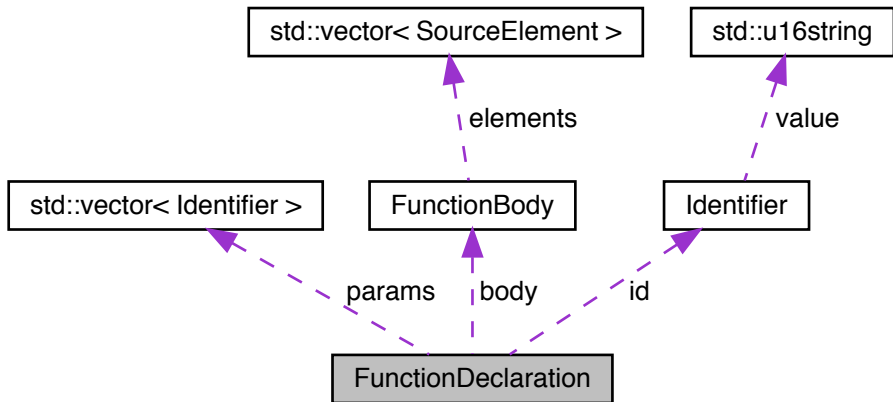 std::vector< SourceElement >
std::u16string
elements
value
std::vector< Identifier >
FunctionBody
Identifier
params
body
id
FunctionDeclaration